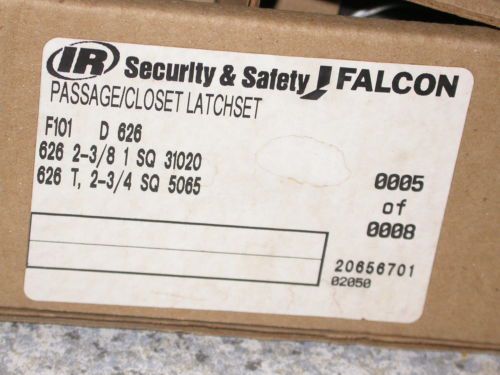 IR Security & Safety FALCON
PASSAGE/CLOSET LATCHSET
F101 D 626
626 2-3/8 1 SQ 31020
626 T, 2-3/4 SQ 5065
0005
of
0008
20656701
02050